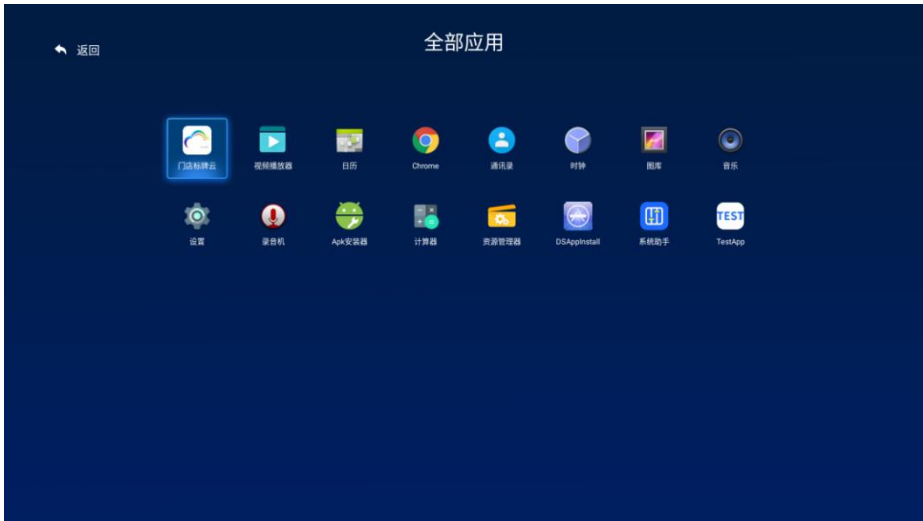 返回
全部应用
门店标牌云
视频播放器
日历
Chrome
通讯录
时钟
图库
音乐
设置
录音机
Apk安装器
计算器
资源管理器
DSAppInstall
系统助手
TEST
TestApp